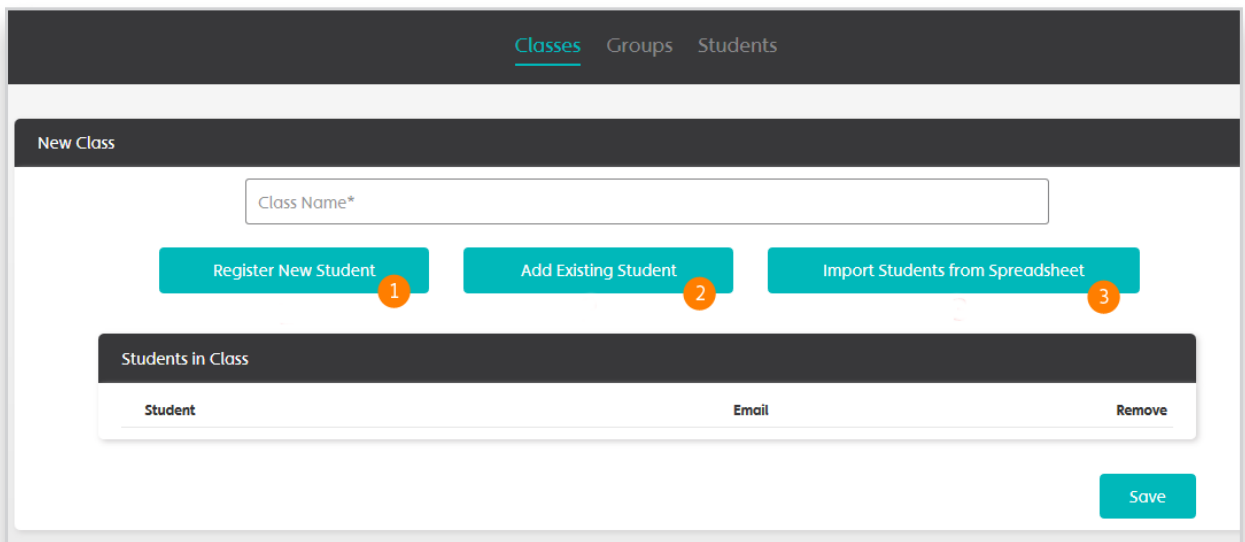 Classes Groups Students
New Class
Class Name*
Register New Student Add Existing Student Import Students from Spreadsheet
1 2 3
Students in Class
Student Email Remove
Save